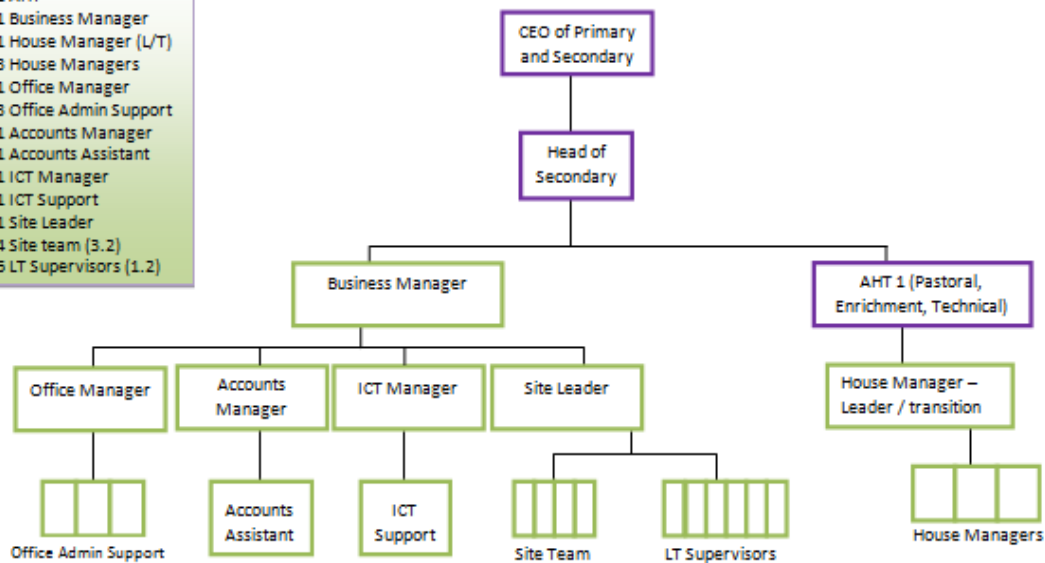 1 Business Manager
1 House Manager (L/T)
3 House Managers
1 Office Manager
3 Office Admin Support
1 Accounts Manager
1 Accounts Assistant
1 ICT Manager
1 ICT Support
1 Site Leader
4 Site team (3.2)
LT Supervisors (1.2)
CEO of Primary
and Secondary
Head of
Secondary
Business Manager
AHT 1 (Pastoral,
Enrichment, Technical)
Office Manager
Accounts
Manager
ICT Manager
Site Leader
House Manager –
Leader / transition
Accounts
Assistant
ICT
Support
Office Admin Support
Site Team
LT Supervisors
House Managers